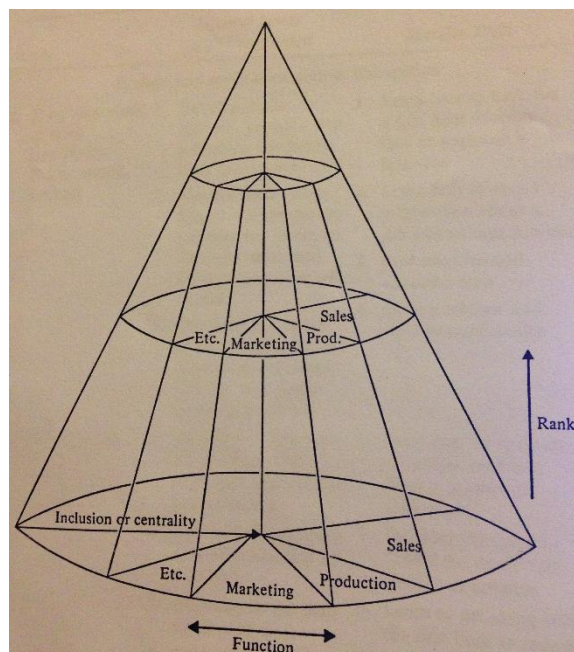 Sales
Etc.
Marketing
Prod.
Rank
Inclusion or centrality
Sales
Etc.
Marketing
Production
Function